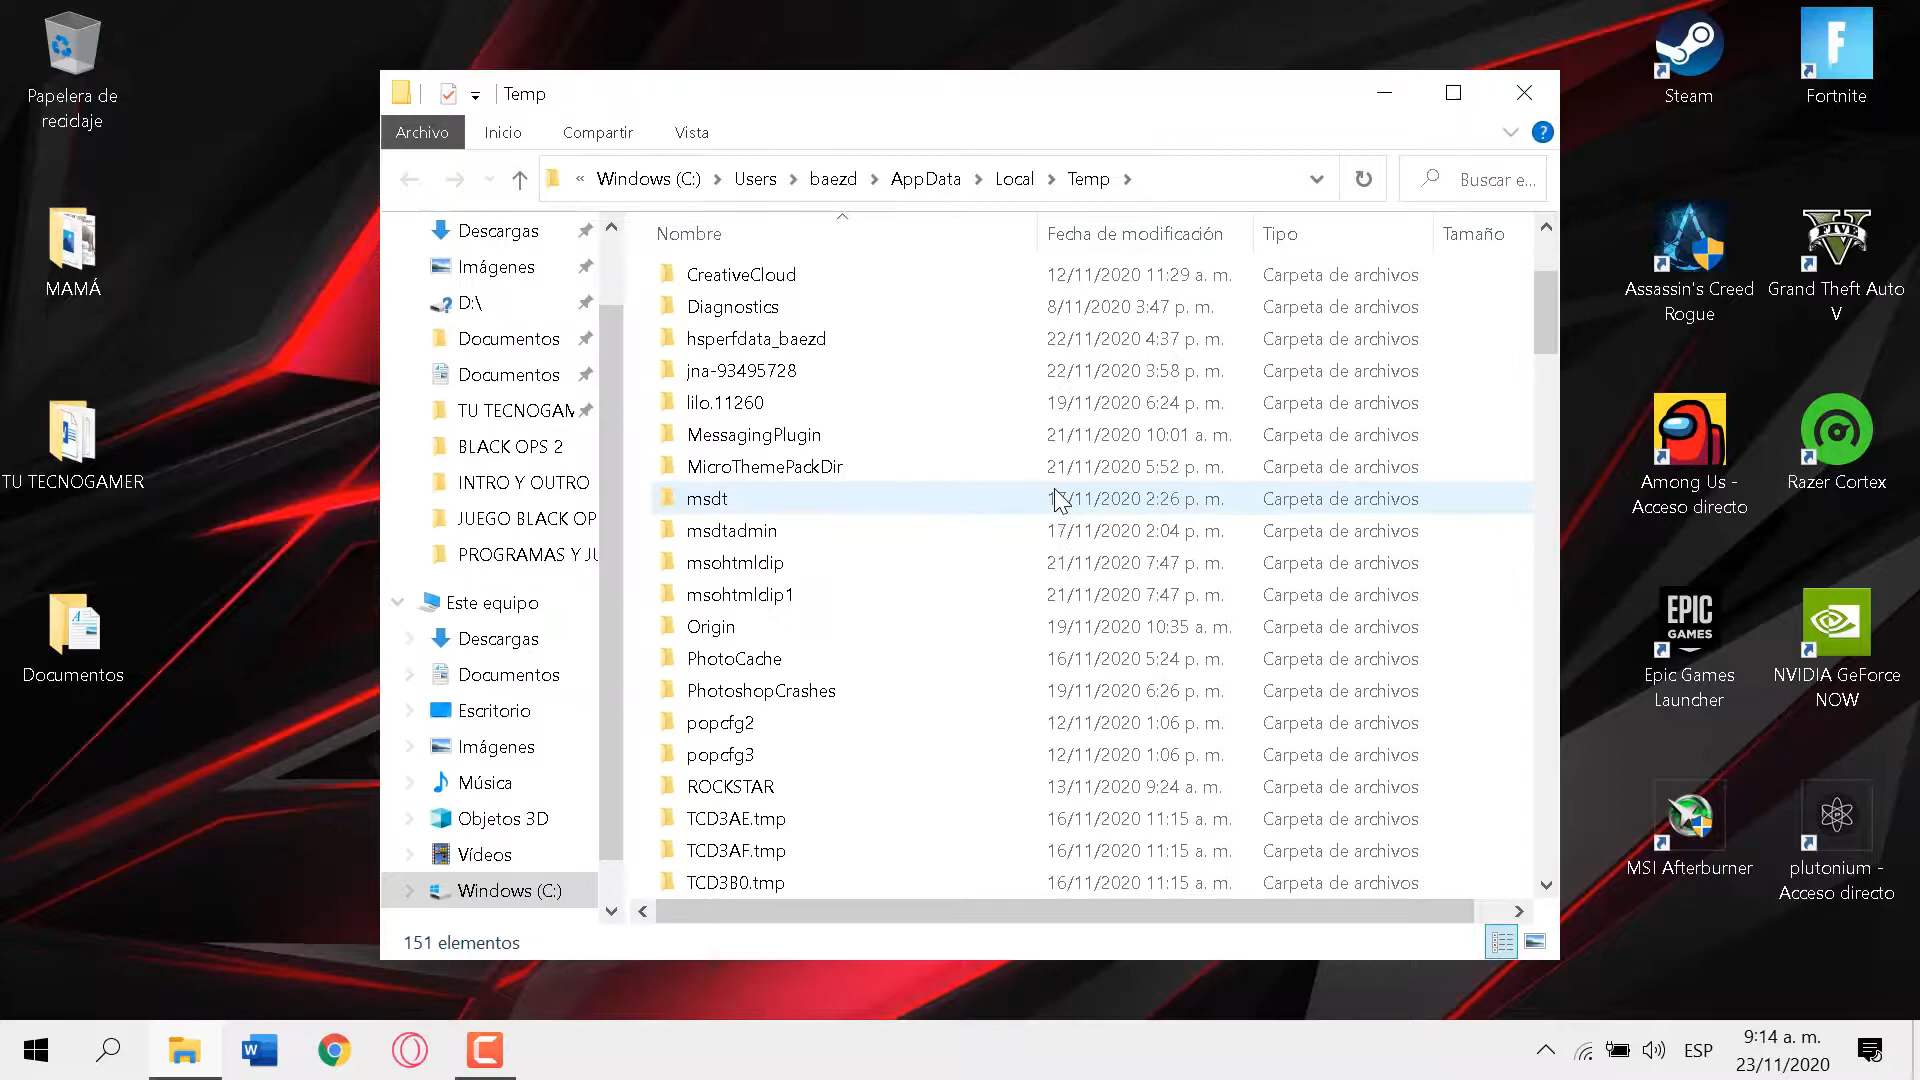 Papelera de
reciclaje
MAMÁ
TU TECNOGAMER
Documentos
Temp
Archivo
Inicio
Compartir
Vista
« Windows (C:) > Users > baezd > AppData > Local > Temp >
Buscar e...
Descargas
Imágenes
D:\
Documentos
Documentos
TU TECNOGAM
BLACK OPS 2
INTRO Y OUTRO
JUEGO BLACK OP
PROGRAMAS Y JU
Este equipo
Descargas
Documentos
Escritorio
Imágenes
Música
Objetos 3D
Vídeos
Windows (C:)
Nombre Fecha de modificación Tipo Tamaño
CreativeCloud 12/11/2020 11:29 a. m. Carpeta de archivos
Diagnostics 8/11/2020 3:47 p. m. Carpeta de archivos
hsperfdata_baezd 22/11/2020 4:37 p. m. Carpeta de archivos
jna-93495728 22/11/2020 3:58 p. m. Carpeta de archivos
lilo.11260 19/11/2020 6:24 p. m. Carpeta de archivos
MessagingPlugin 21/11/2020 10:01 a. m. Carpeta de archivos
MicroThemePackDir 21/11/2020 5:52 p. m. Carpeta de archivos
msdt /11/2020 2:26 p. m. Carpeta de archivos
msdtadmin 17/11/2020 2:04 p. m. Carpeta de archivos
msohtmlclip 21/11/2020 7:47 p. m. Carpeta de archivos
msohtmlclip1 21/11/2020 7:47 p. m. Carpeta de archivos
Origin 19/11/2020 10:35 a. m. Carpeta de archivos
PhotoCache 16/11/2020 5:24 p. m. Carpeta de archivos
PhotoshopCrashes 19/11/2020 6:26 p. m. Carpeta de archivos
popcfg2 12/11/2020 1:06 p. m. Carpeta de archivos
popcfg3 12/11/2020 1:06 p. m. Carpeta de archivos
ROCKSTAR 13/11/2020 9:24 a. m. Carpeta de archivos
TCD3AE.tmp 16/11/2020 11:15 a. m. Carpeta de archivos
TCD3AF.tmp 16/11/2020 11:15 a. m. Carpeta de archivos
TCD3B0.tmp 16/11/2020 11:15 a. m. Carpeta de archivos
151 elementos
Steam
Fortnite
Assassin's Creed
Rogue
Grand Theft Auto
V
Among Us -
Acceso directo
Razer Cortex
EPIC
GAMES
Epic Games
Launcher
NVIDIA GeForce
NOW
MSI Afterburner
plutonium -
Acceso directo
ESP
9:14 a. m.
23/11/2020